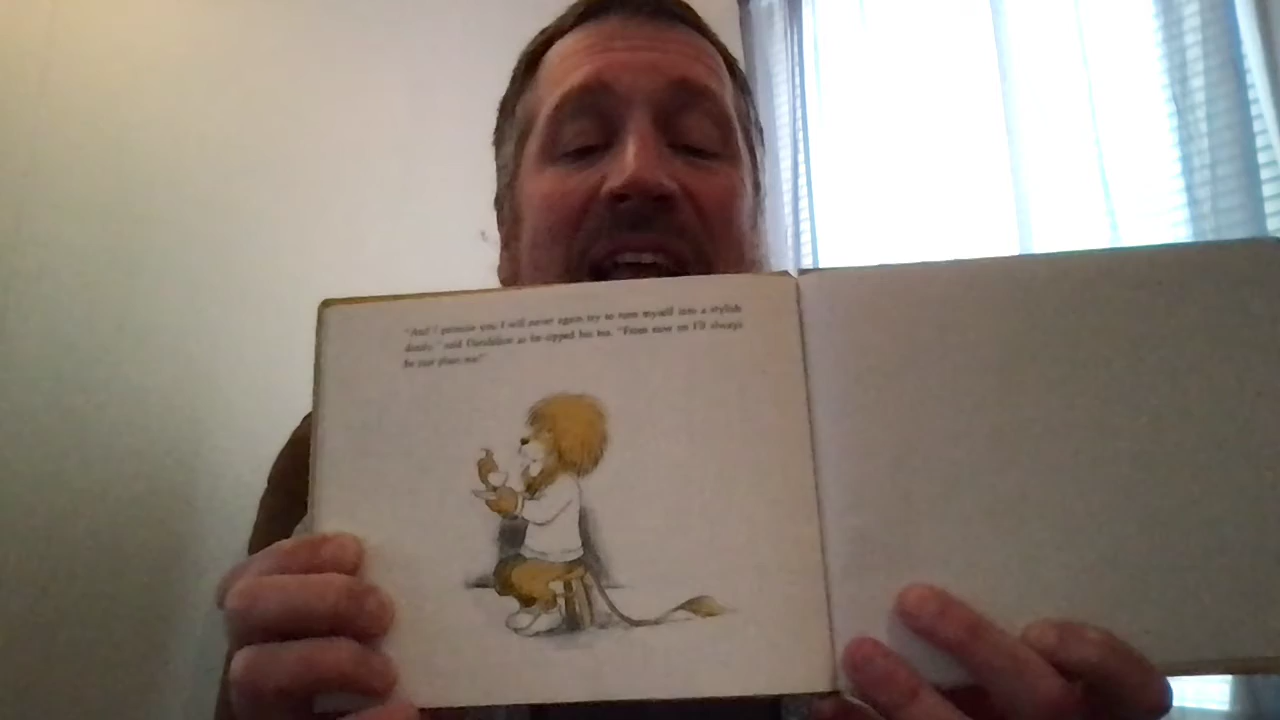 "And I promise you I will never again try to turn myself into a stylish
dandy," said Dandelion as he sipped his tea. "From now on I'll always
be just plain me!"